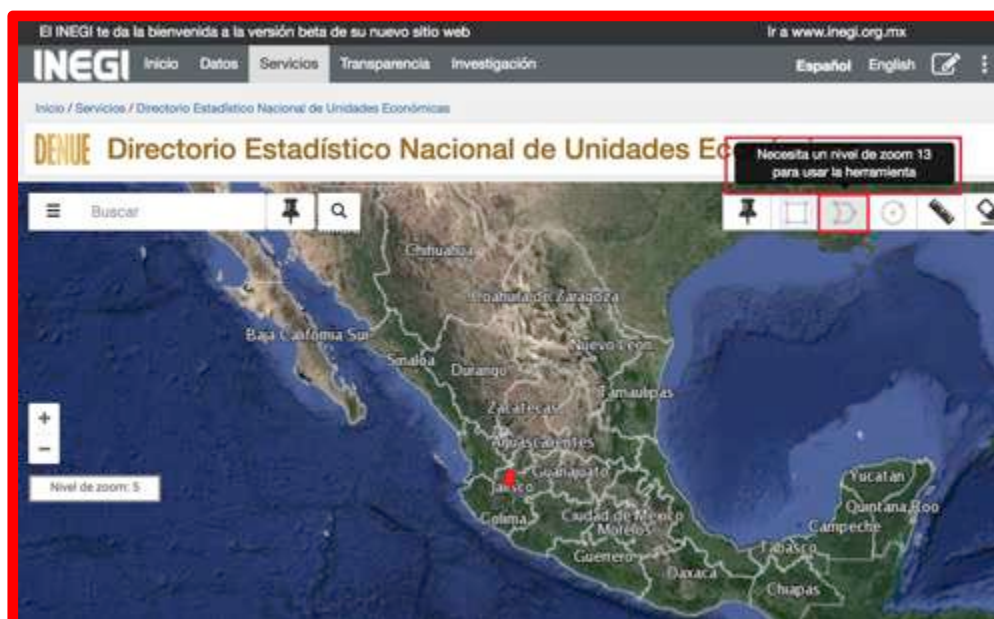 El INEGI te da la bienvenida a la versión beta de su nuevo sitio web
Ir a www.inegi.org.mx
INEGI Inicio Datos Servicios Transparencia Investigación Español English
Inicio / Servicios / Directorio Estadístico Nacional de Unidades Económicas
DENUE Directorio Estadístico Nacional de Unidades
Necesita un nivel de zoom 13
para usar la herramienta
Buscar
Chihuahua
Coahuila de Zaragoza
Baja California Sur
Nuevo León
Sinaloa
Durango
Tamaulipas
Zacatecas
Aguascalientes
Guanajuato
Jalisco
Yucatán
Nivel de zoom: 5
Colima
Ciudad de México
Quintana Roo
Morelos
Campeche
Guerrero
Tabasco
Oaxaca
Chiapas